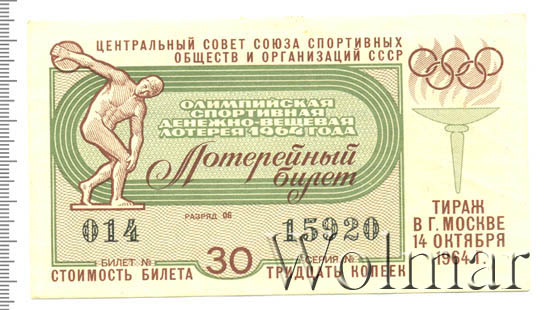 ЦЕНТРАЛЬНЫЙ СОВЕТ СОЮЗА СПОРТИВНЫХ
ОБЩЕСТВ И ОРГАНИЗАЦИЙ СССР
ОЛИМПИЙСКАЯ
СПОРТИВНАЯ
ДЕНЕЖНО-ВЕЩЕВАЯ
ЛОТЕРЕЯ 1964 ГОДА
Лотерейный
билет
РАЗРЯД 06
014 15920
БИЛЕТ № СЕРИЯ №
СТОИМОСТЬ БИЛЕТА 30 ТРИДЦАТЬ КОПЕЕК
ТИРАЖ
В Г. МОСКВЕ
14 ОКТЯБРЯ
1964 Г.
Wolmar